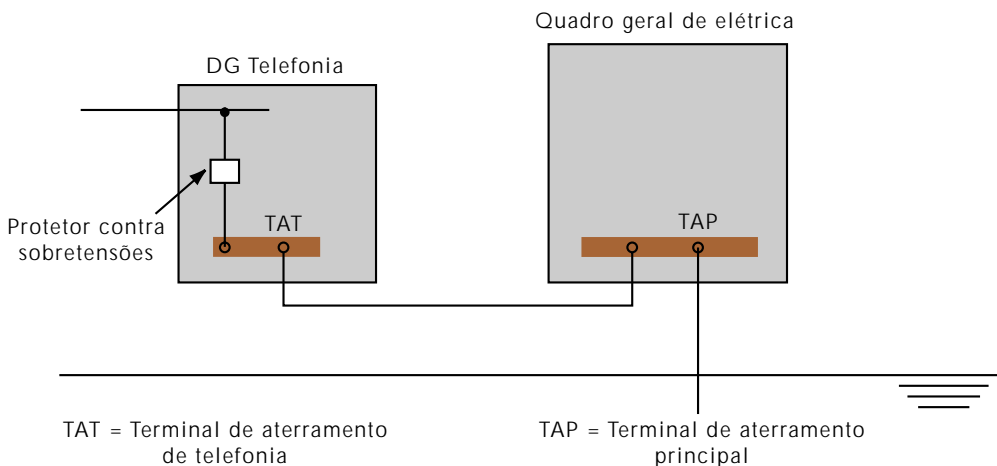 Quadro geral de elétrica
DG Telefonia
Protetor contra
sobretensões
TAT
TAP
TAT = Terminal de aterramento
de telefonia
TAP = Terminal de aterramento
principal